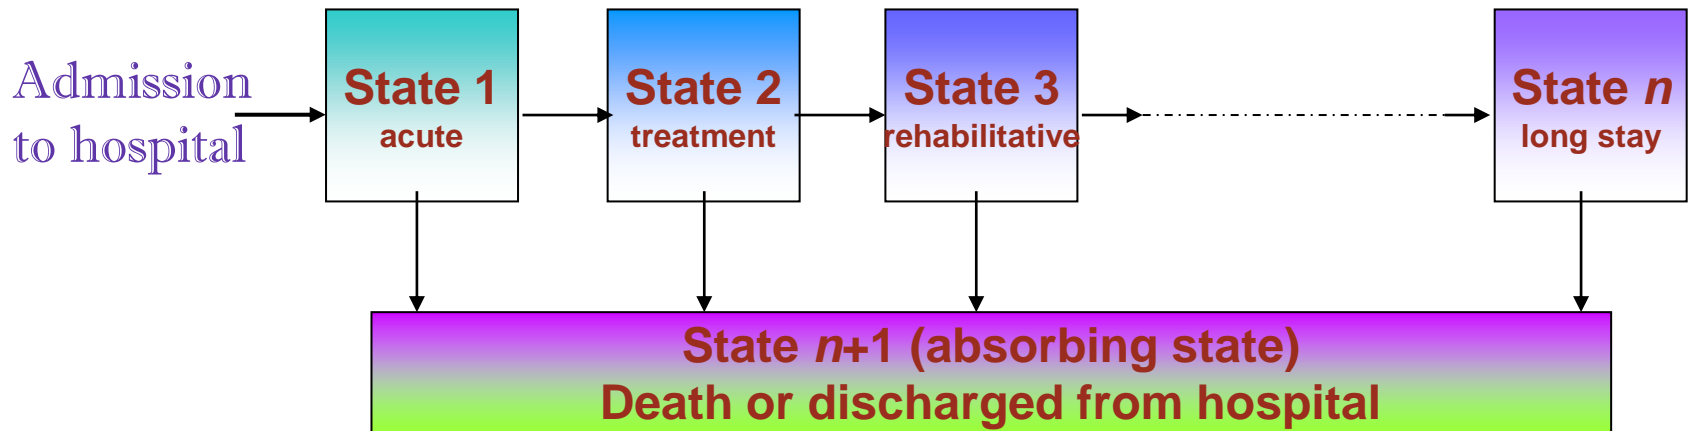 Admission
to hospital
State 1
acute
State 2
treatment
State 3
rehabilitative
State n
long stay
State n+1 (absorbing state)
Death or discharged from hospital